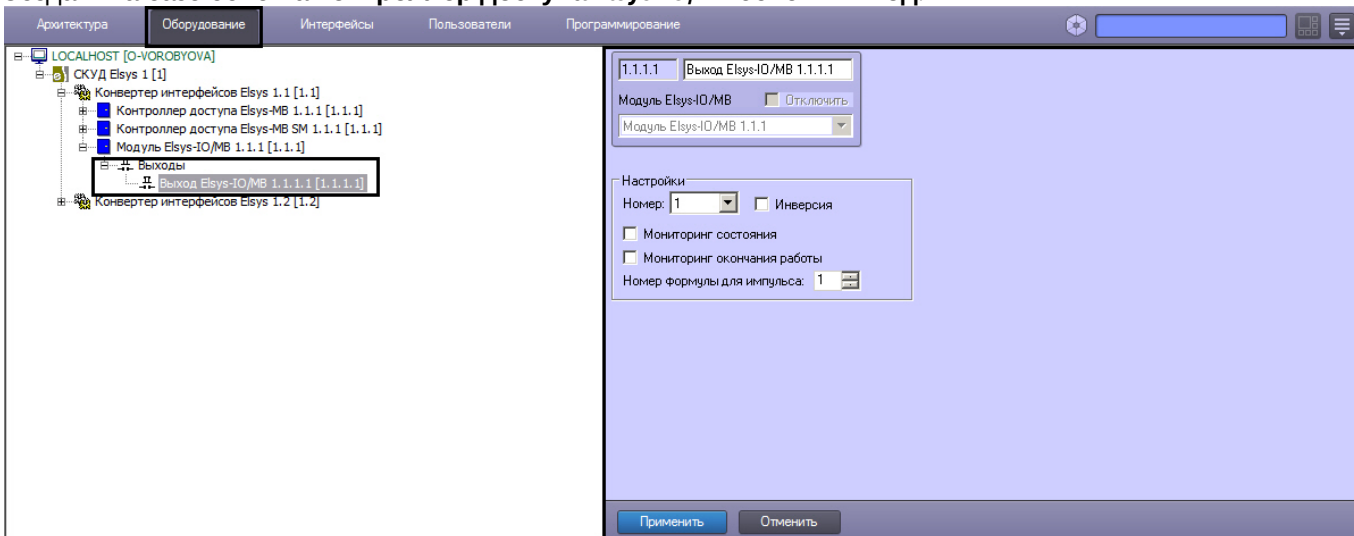 Архитектура Оборудование Интерфейсы Пользователи Программирование
LOCALHOST [O-VOROBYOVA]
СКУД Elsys 1 [1]
Конвертер интерфейсов Elsys 1.1 [1.1]
Контроллер доступа Elsys-MB 1.1.1 [1.1.1]
Контроллер доступа Elsys-MB SM 1.1.1 [1.1.1]
Модуль Elsys-IO/MB 1.1.1 [1.1.1]
Выходы
Выход Elsys-IO/MB 1.1.1.1 [1.1.1.1]
Конвертер интерфейсов Elsys 1.2 [1.2]
1.1.1.1 Выход Elsys-IO/MB 1.1.1.1
Модуль Elsys-IO/MB Отключить
Модуль Elsys-IO/MB 1.1.1
Настройки
Номер: 1 Инверсия
Мониторинг состояния
Мониторинг окончания работы
Номер формулы для импульса: 1
Применить Отменить